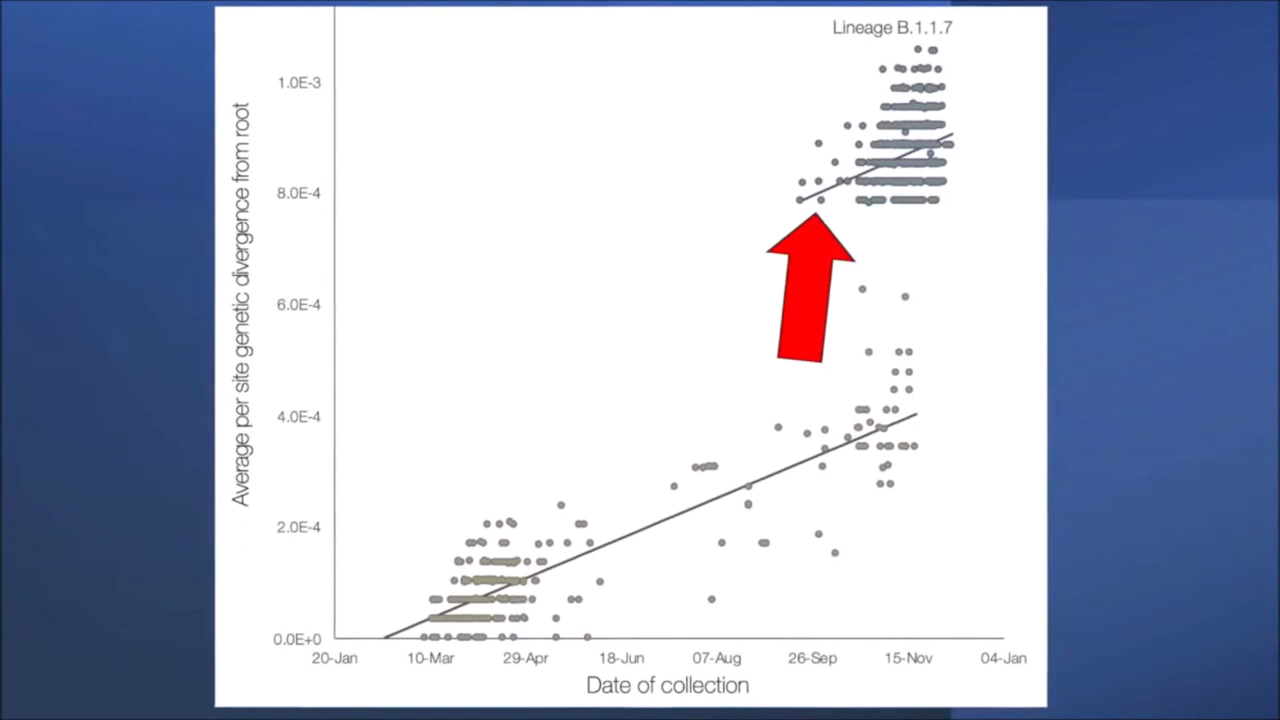 Lineage B.1.1.7
Average per site genetic divergence from root
1.0E-3
8.0E-4
6.0E-4
4.0E-4
2.0E-4
0.0E+0
20-Jan 10-Mar 29-Apr 18-Jun 07-Aug 26-Sep 15-Nov 04-Jan
Date of collection